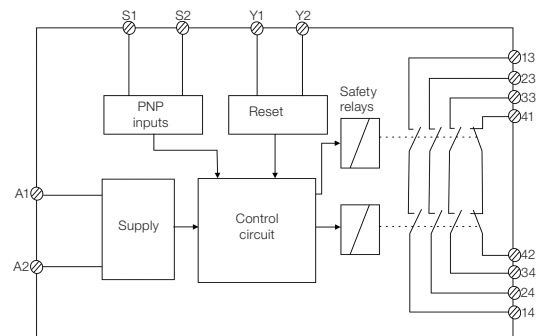 S1
S2
Y1
Y2
13
23
33
41
PNP
inputs
Reset
Safety
relays
A1
Supply
Control
circuit
A2
42
34
24
14